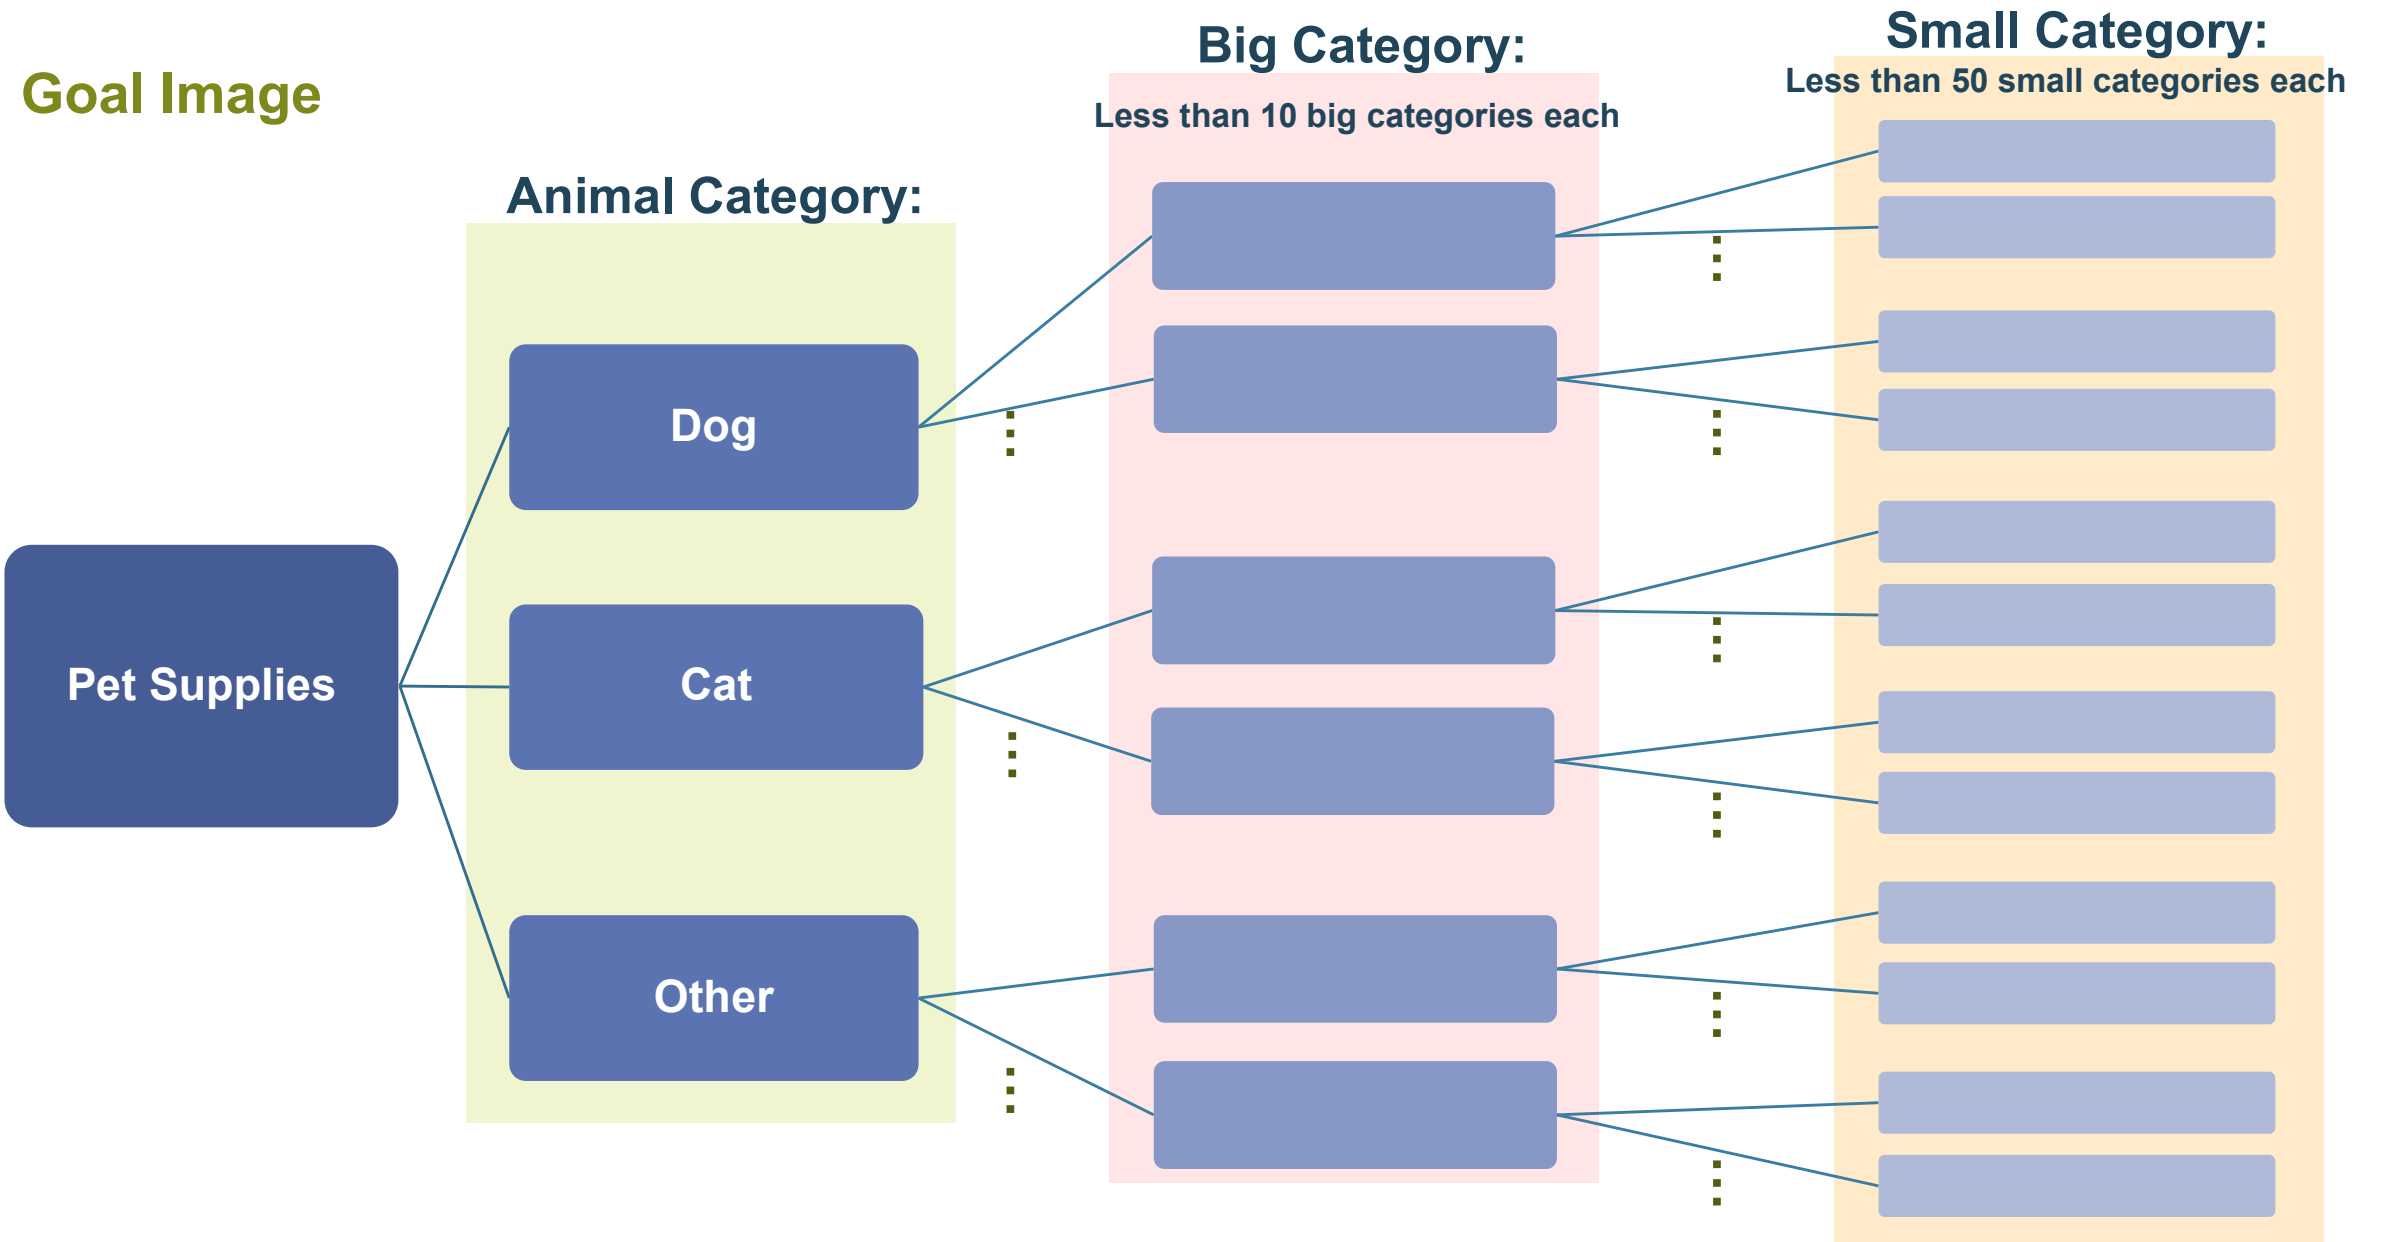 Goal Image
Animal Category:
Big Category:
Less than 10 big categories each
Small Category:
Less than 50 small categories each
Pet Supplies
Dog
Cat
Other